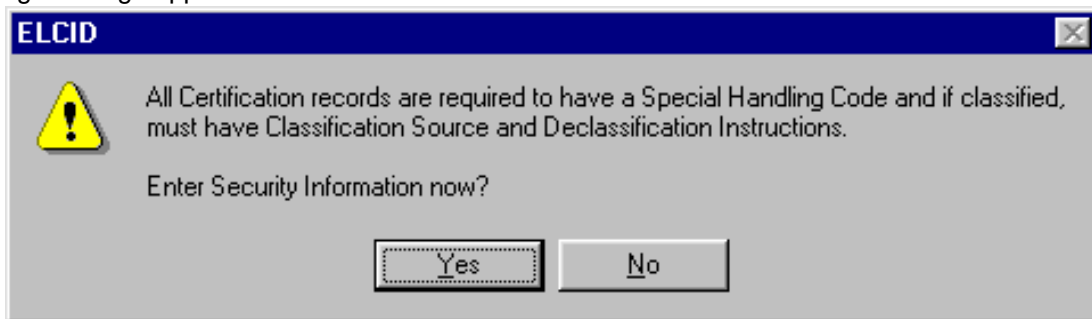 ELCID
All Certification records are required to have a Special Handling Code and if classified,
must have Classification Source and Declassification Instructions.
Enter Security Information now?
Yes No